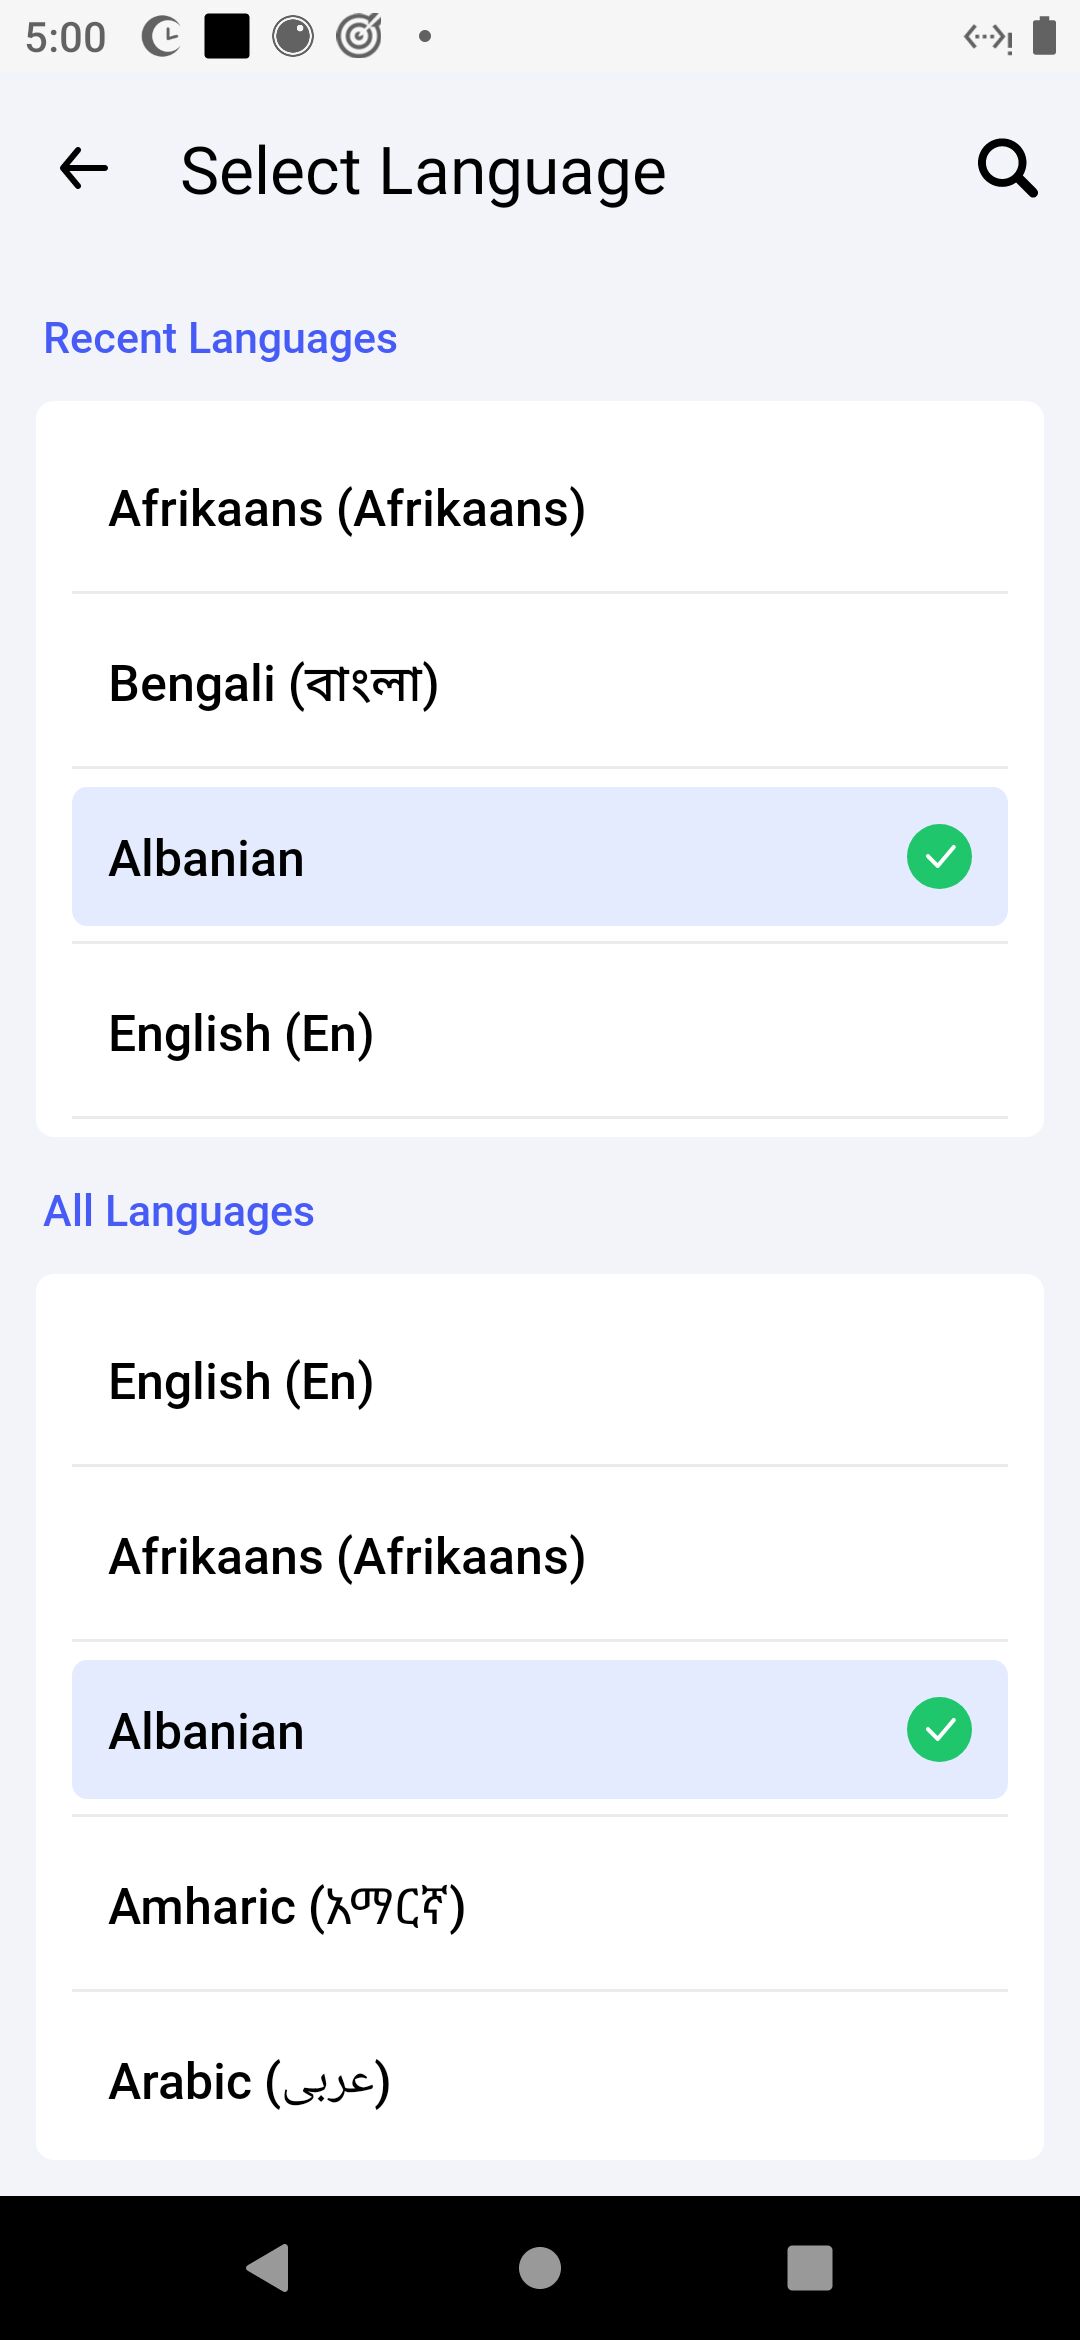 5:00
Select Language
Recent Languages
Afrikaans (Afrikaans)
Bengali (বাংলা)
Albanian
English (En)
All Languages
English (En)
Afrikaans (Afrikaans)
Albanian
Amharic (አማርኛ)
Arabic (عربى)